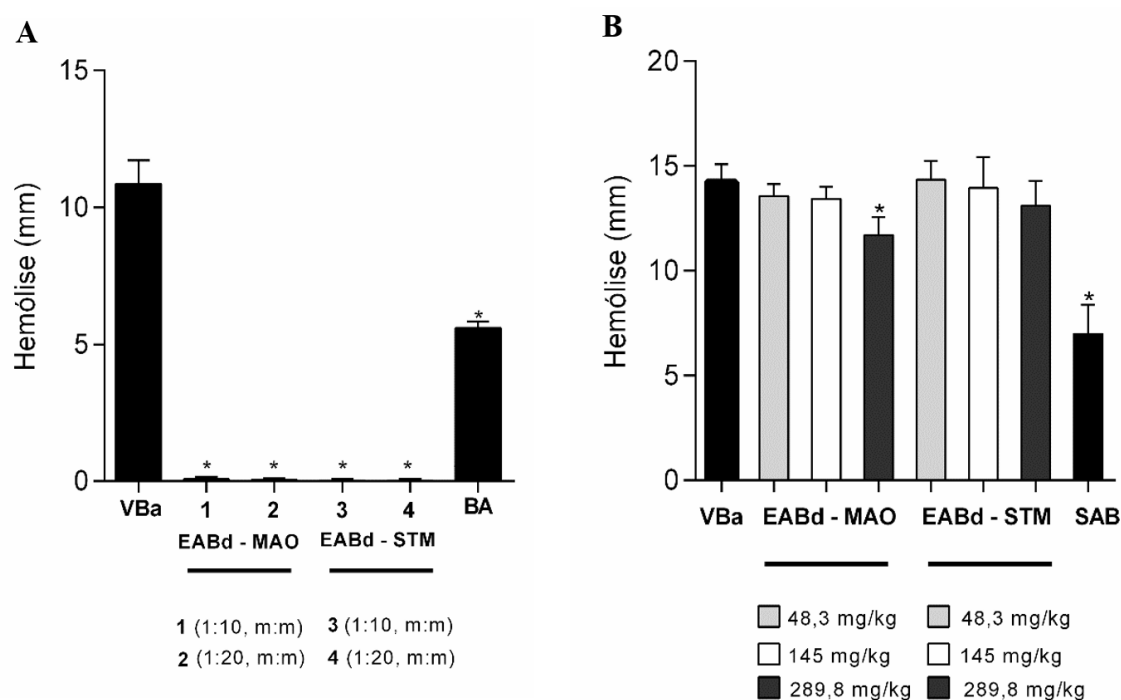 A
Hemólise (mm)
15
10
5
0
*
*
*
*
*
VBa 1 2 3 4 BA
EABd - MAO EABd - STM
1 (1:10, m:m) 3 (1:10, m:m)
2 (1:20, m:m) 4 (1:20, m:m)
B
Hemólise (mm)
20
15
10
5
0
*
*
VBa EABd - MAO EABd - STM SAB
48,3 mg/kg 48,3 mg/kg
145 mg/kg 145 mg/kg
289,8 mg/kg 289,8 mg/kg